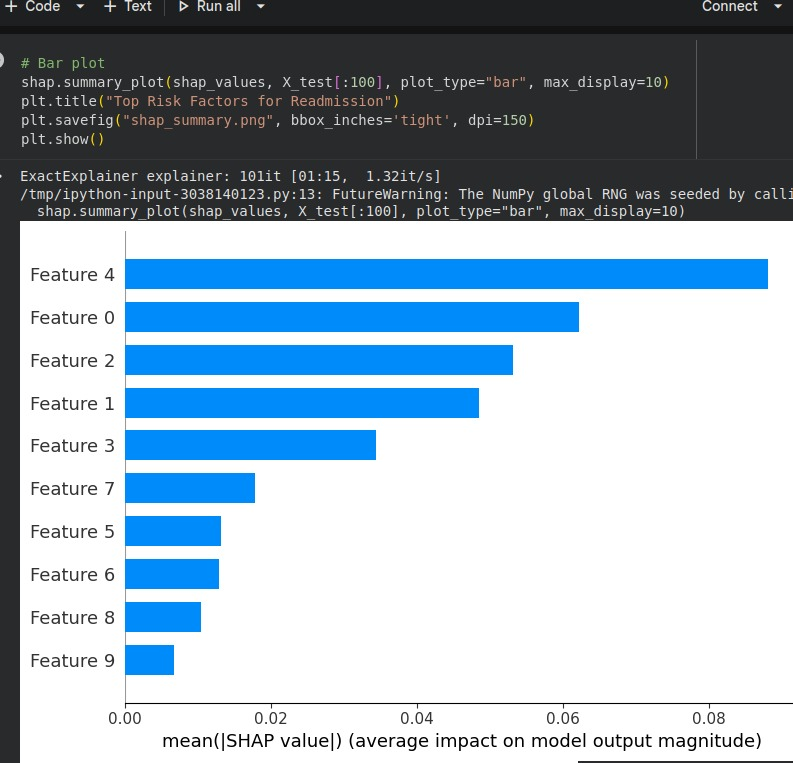 + Code + Text Run all Connect
# Bar plot
shap.summary_plot(shap_values, X_test[:100], plot_type="bar", max_display=10)
plt.title("Top Risk Factors for Readmission")
plt.savefig("shap_summary.png", bbox_inches='tight', dpi=150)
plt.show()
ExactExplainer explainer: 101it [01:15,  1.32it/s]
/tmp/ipython-input-3038140123.py:13: FutureWarning: The NumPy global RNG was seeded by calli
  shap.summary_plot(shap_values, X_test[:100], plot_type="bar", max_display=10)
Feature 4
Feature 0
Feature 2
Feature 1
Feature 3
Feature 7
Feature 5
Feature 6
Feature 8
Feature 9
0.00 0.02 0.04 0.06 0.08
mean(|SHAP value|) (average impact on model output magnitude)